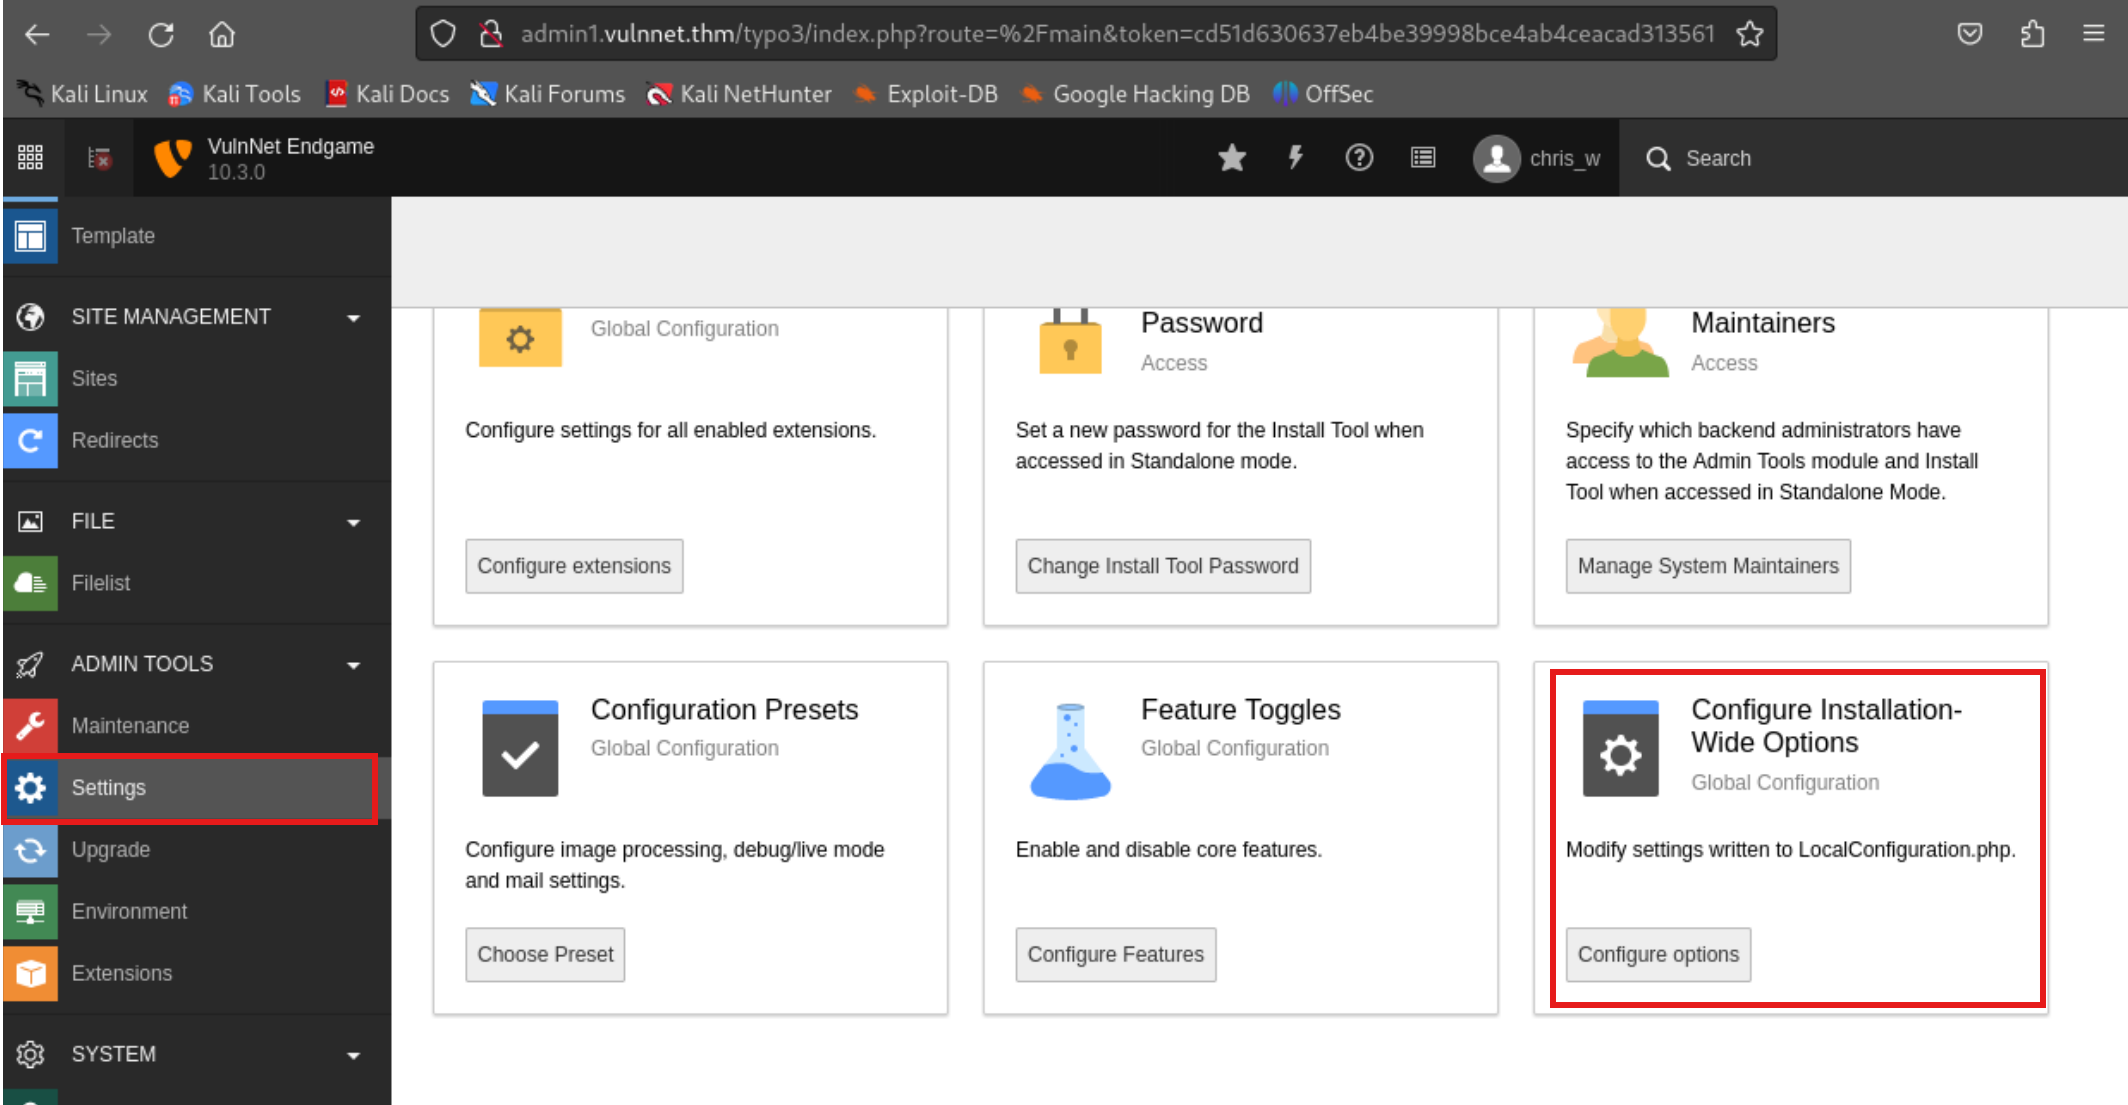 admin1.vulnnet.thm/typo3/index.php?route=%2Fmain&token=cd51d630637eb4be39998bce4ab4ceacad313561
Kali Linux Kali Tools Kali Docs Kali Forums Kali NetHunter Exploit-DB Google Hacking DB OffSec
VulnNet Endgame
10.3.0
chris_w
Search
Template
SITE MANAGEMENT
Sites
Redirects
FILE
Filelist
ADMIN TOOLS
Maintenance
Settings
Upgrade
Environment
Extensions
SYSTEM
Global Configuration
Configure settings for all enabled extensions.
Configure extensions
Password
Access
Set a new password for the Install Tool when
accessed in Standalone mode.
Change Install Tool Password
Maintainers
Access
Specify which backend administrators have
access to the Admin Tools module and Install
Tool when accessed in Standalone Mode.
Manage System Maintainers
Configuration Presets
Global Configuration
Configure image processing, debug/live mode
and mail settings.
Choose Preset
Feature Toggles
Global Configuration
Enable and disable core features.
Configure Features
Configure Installation-
Wide Options
Global Configuration
Modify settings written to LocalConfiguration.php.
Configure options